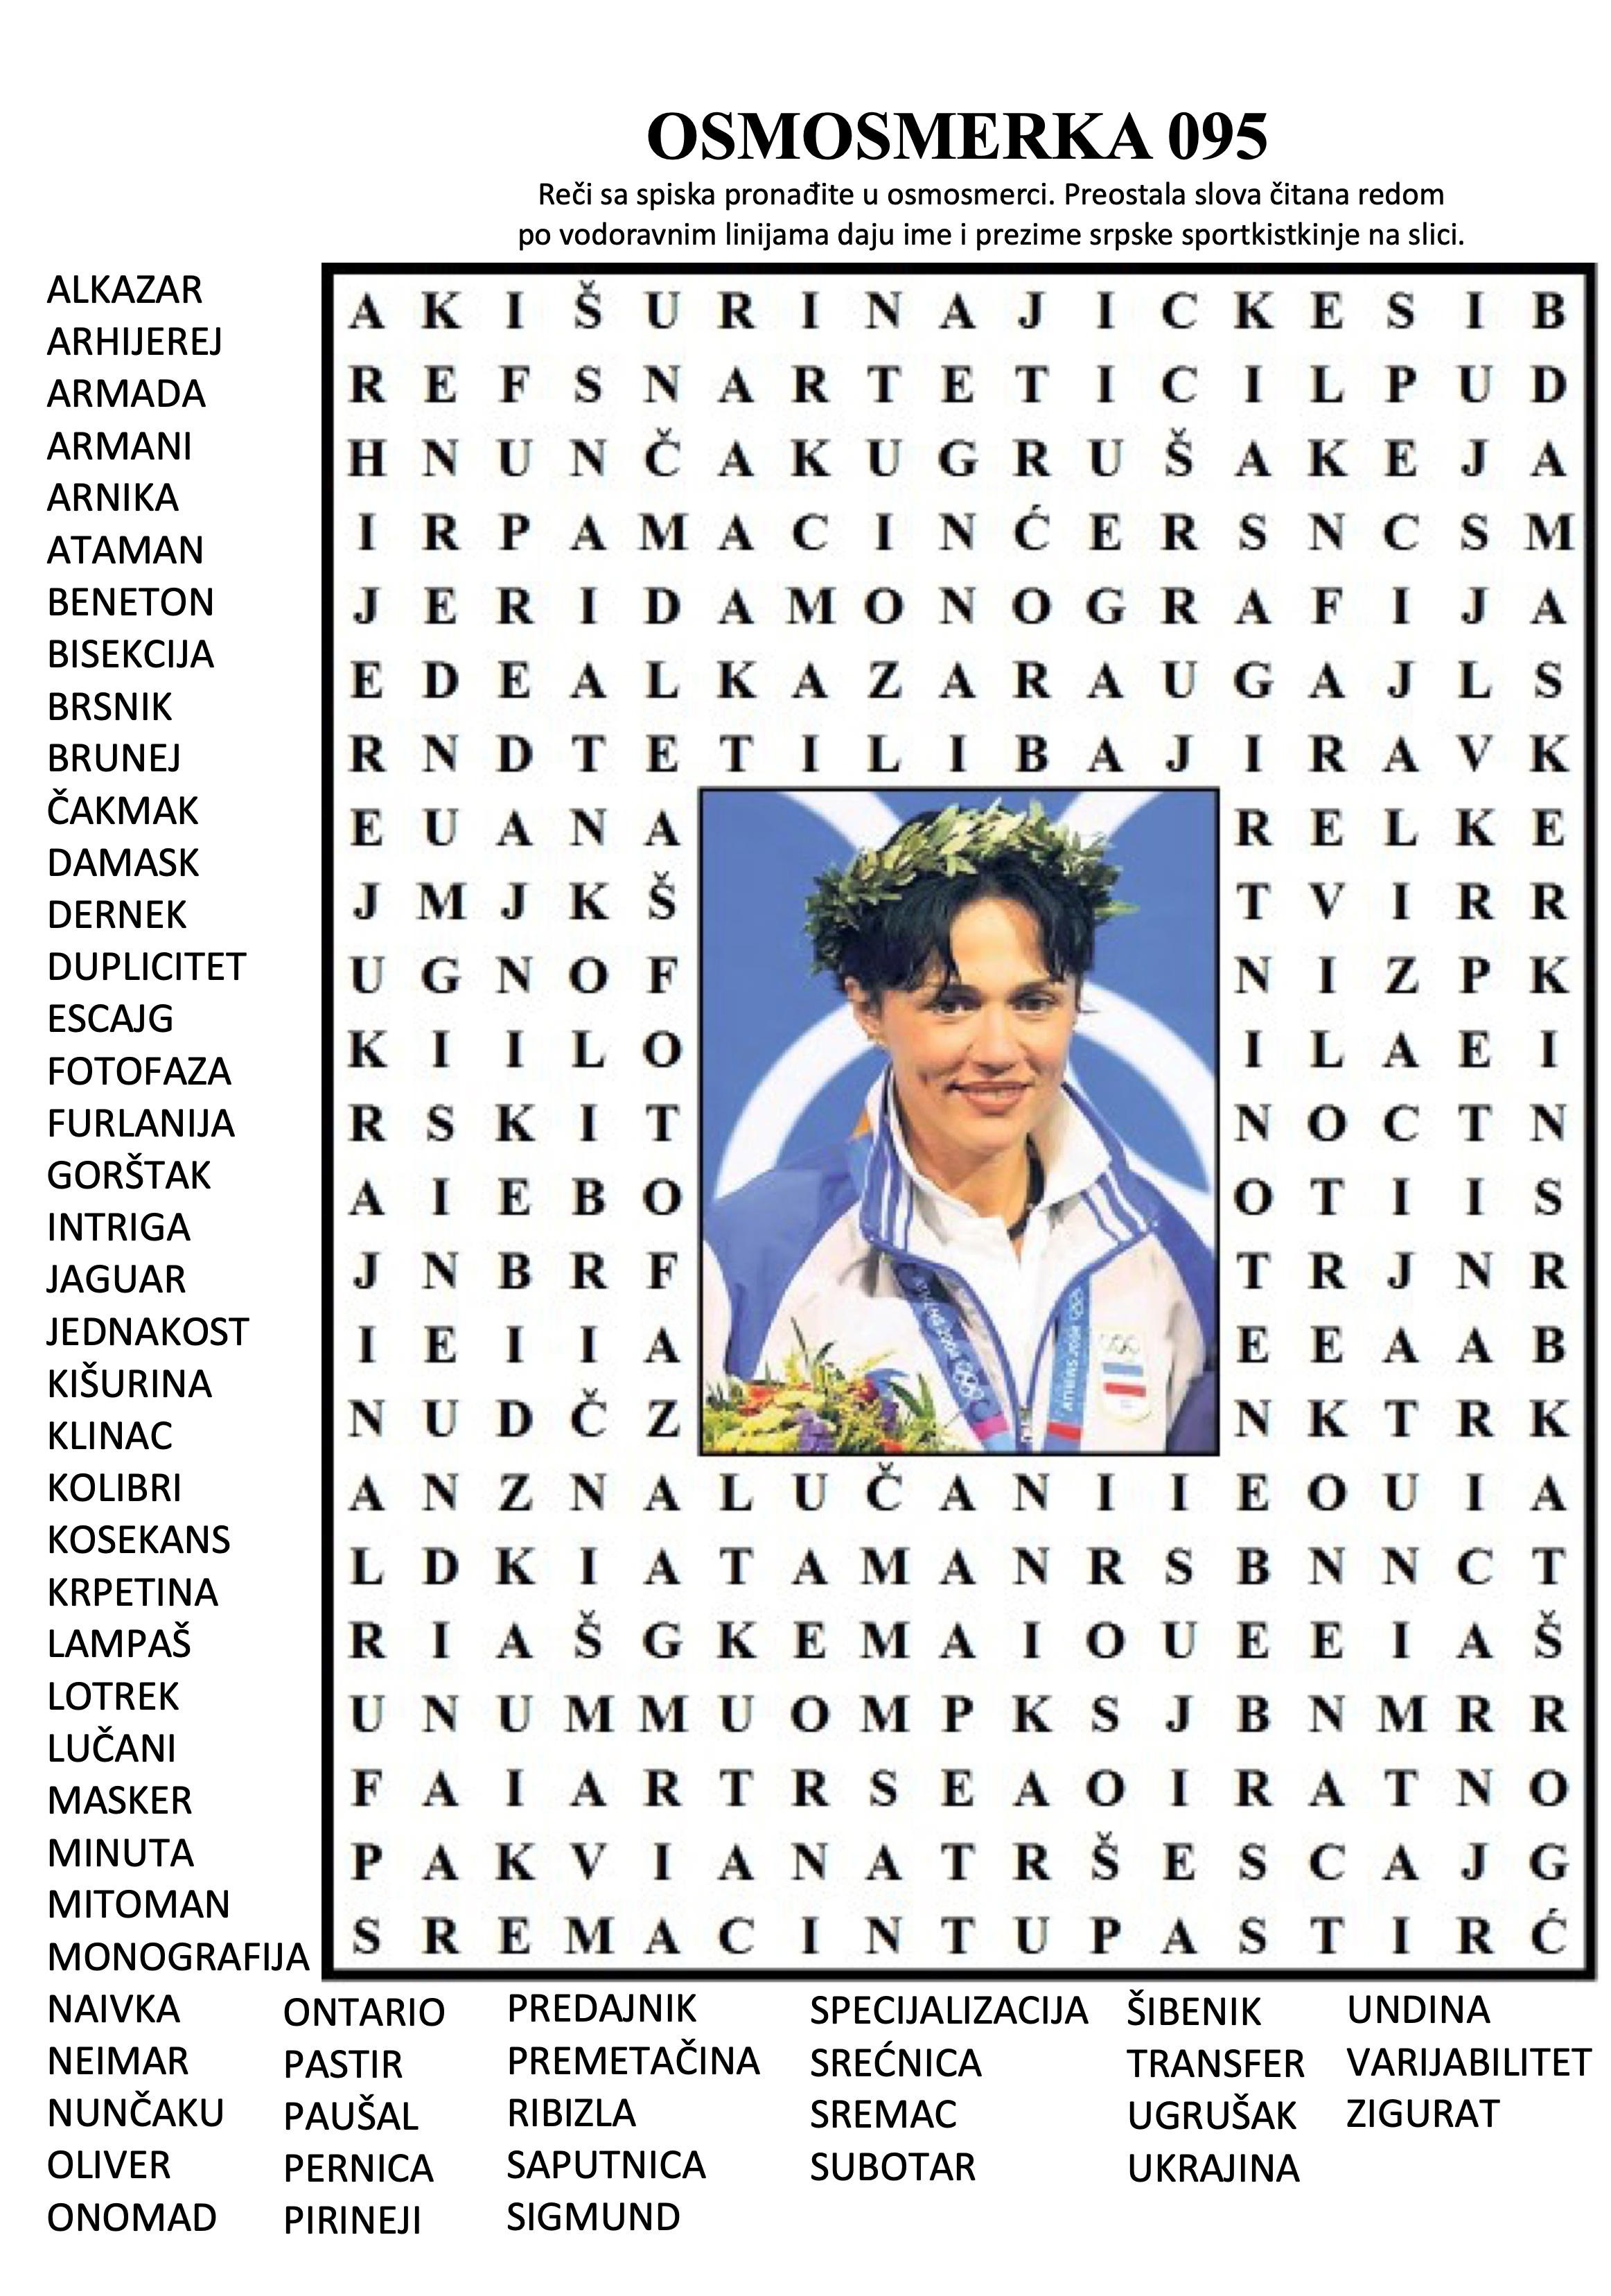 OSMOSMERKA 095
Reči sa spiska pronađite u osmosmerci. Preostala slova čitana redom
po vodoravnim linijama daju ime i prezime srpske sportkistkinje na slici.
ALKAZAR
ARHIJEREJ
ARMADA
ARMANI
ARNIKA
ATAMAN
BENETON
BISEKCIJA
BRSNIK
BRUNEJ
ČAKMAK
DAMASK
DERNEK
DUPLICITET
ESCAJG
FOTOFAZA
FURLANIJA
GORŠTAK
INTRIGA
JAGUAR
JEDNAKOST
KIŠURINA
KLINAC
KOLIBRI
KOSEKANS
KRPETINA
LAMPAŠ
LOTREK
LUČANI
MASKER
MINUTA
MITOMAN
MONOGRAFIJA
NAIVKA
NEIMAR
NUNČAKU
OLIVER
ONOMAD
A K I Š U R I N A J I C K E S I B
R E F S N A R T E T I C I L P U D
H N U N Č A K U G R U Š A K E J A
I R P A M A C I N Ć E R S N C S M
J E R I D A M O N O G R A F I J A
E D E A L K A Z A R A U G A J L S
R N D T E T I L I B A J I R A V K
E U A N A R E L K E
J M J K Š T V I R R
U G N O F N I Z P K
K I I L O I L A E I
R S K I T N O C T N
A I E B O O T I I S
J N B R F T R J N R
I E I I A E E A A B
N U D Č Z N K T R K
A N Z N A L U Č A N I I E O U I A
L D K I A T A M A N R S B N N C T
R I A Š G K E M A I O U E E I A Š
U N U M M U O M P K S J B N M R R
F A I A R T R S E A O I R A T N O
P A K V I A N A T R Š E S C A J G
S R E M A C I N T U P A S T I R Ć
ONTARIO
PASTIR
PAUŠAL
PERNICA
PIRINEJI
PREDAJNIK
PREMETAČINA
RIBIZLA
SAPUTNICA
SIGMUND
SPECIJALIZACIJA
SREĆNICA
SREMAC
SUBOTAR
ŠIBENIK
TRANSFER
UGRUŠAK
UKRAJINA
UNDINA
VARIJABILITET
ZIGURAT